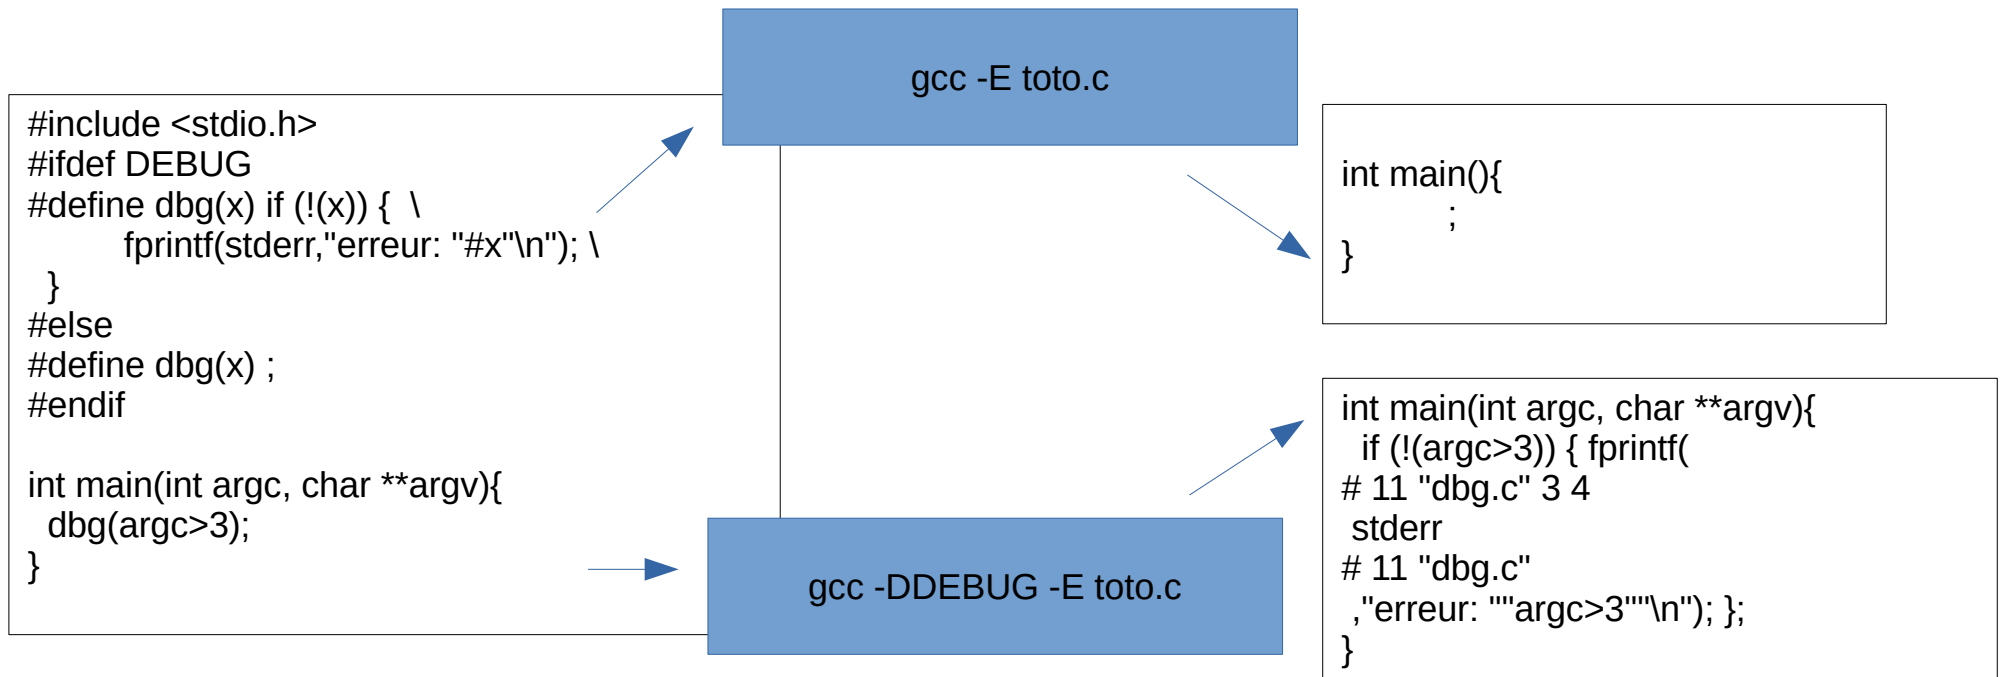 gcc -E toto.c
#include <stdio.h>
#ifdef DEBUG
#define dbg(x) if (!(x)) {  \
fprintf(stderr,"erreur: "#x"\n"); \
}
#else
#define dbg(x) ;
#endif
int main(int argc, char **argv){
dbg(argc>3);
}
gcc -DDEBUG -E toto.c
int main(){
;
}
int main(int argc, char **argv){
if (!(argc>3)) { fprintf(
# 11 "dbg.c" 3 4
stderr
# 11 "dbg.c"
,"erreur: ""argc>3""\n"); };
}